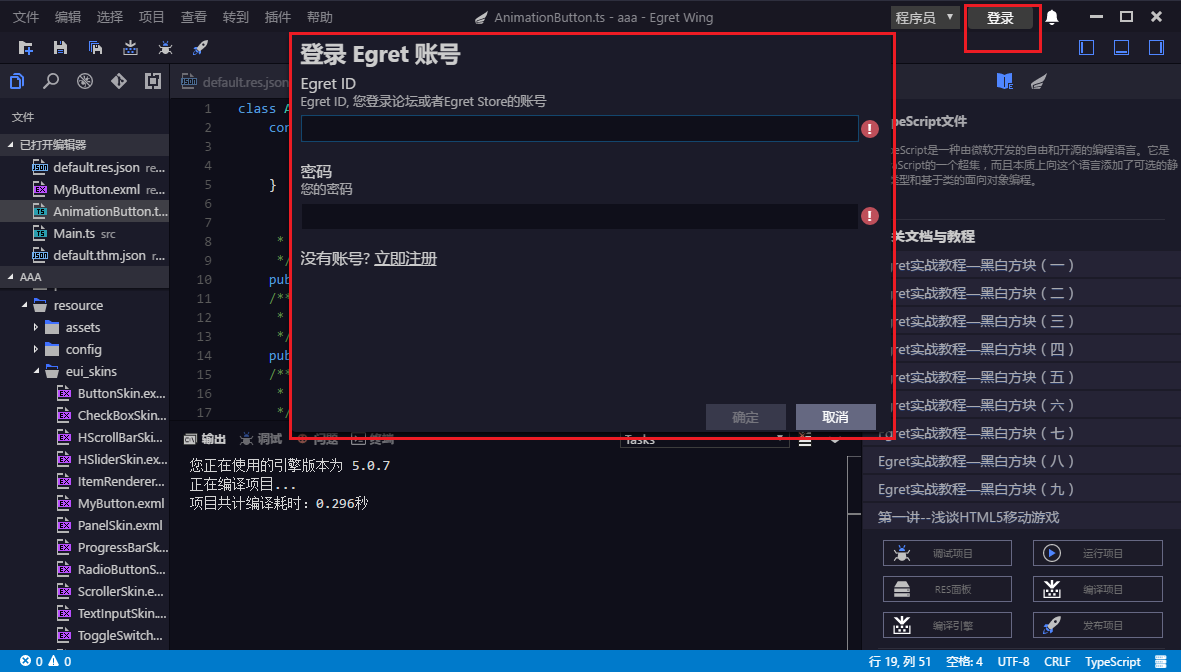 文件 编辑 选择 项目 查看 转到 插件 帮助 AnimationButton.ts - aaa - Egret Wing 程序员 登录
default.res.json
文件
已打开编辑器
default.res.json re...
MyButton.exml re...
AnimationButton.t...
Main.ts src
default.thm.json r...
AAA
resource
assets
config
eui_skins
ButtonSkin.ex...
CheckBoxSkin...
HScrollBarSki...
HSliderSkin.ex...
ItemRenderer...
MyButton.exml
PanelSkin.exml
ProgressBarSk...
RadioButtonS...
ScrollerSkin.e...
TextInputSkin....
ToggleSwitch...
1 class A
2 con
3
4
5 }
6
7
8 *
9 */
10 pub
11 /**
12 *
13 */
14 pub
15 /**
16 *
17 */
登录 Egret 账号
Egret ID
Egret ID, 您登录论坛或者Egret Store的账号
密码
您的密码
没有账号? 立即注册
确定 取消
输出 调试 问题 终端 Tasks
您正在使用的引擎版本为 5.0.7
正在编译项目...
项目共计编译耗时: 0.296秒
peScript文件
eScript是一种由微软开发的自由和开源的编程语言。它是
aScript的一个超集，而且本质上向这个语言添加了可选的静
类型和基于类的面向对象编程。
关文档与教程
ret实战教程—黑白方块（一）
ret实战教程—黑白方块（二）
ret实战教程—黑白方块（三）
ret实战教程—黑白方块（四）
ret实战教程—黑白方块（五）
ret实战教程—黑白方块（六）
Egret实战教程—黑白方块（七）
Egret实战教程—黑白方块（八）
Egret实战教程—黑白方块（九）
第一讲--浅谈HTML5移动游戏
调试项目 运行项目
RES面板 编译项目
编译引擎 发布项目
0 0 行 19, 列 51 空格: 4 UTF-8 CRLF TypeScript